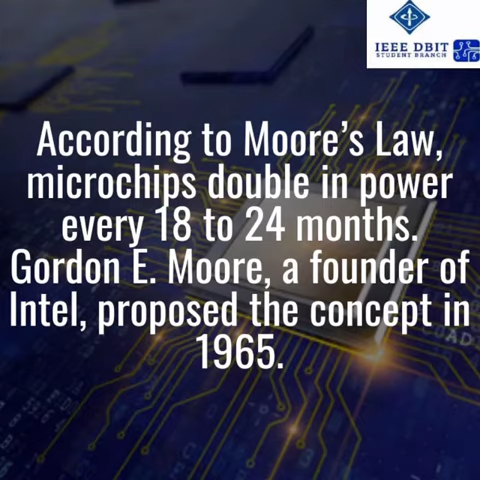 IEEE DBIT
STUDENT BRANCH
According to Moore’s Law,
microchips double in power
every 18 to 24 months.
Gordon E. Moore, a founder of
Intel, proposed the concept in
1965.